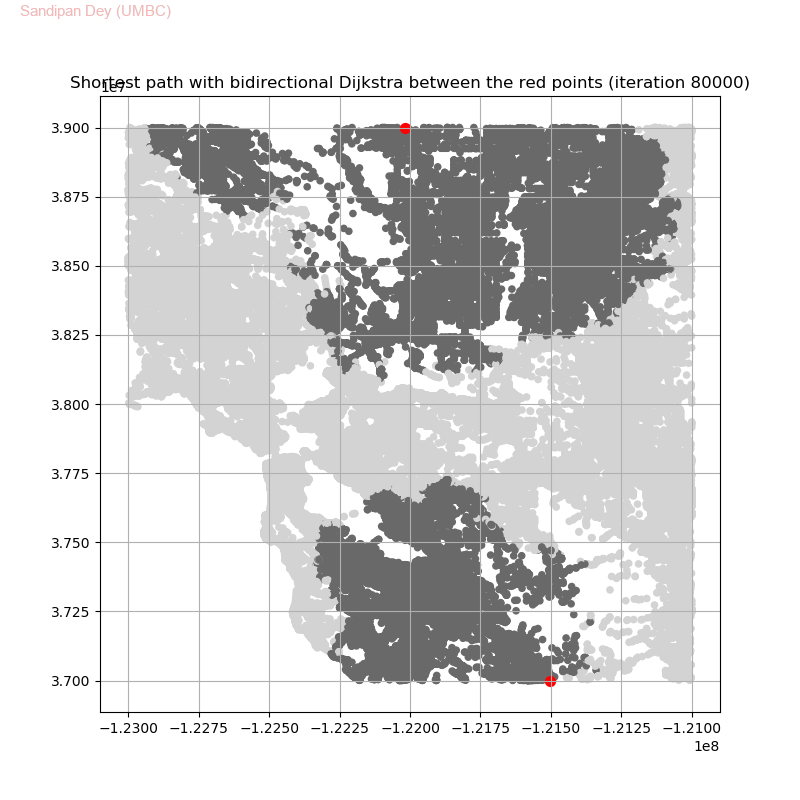 Sandipan Dey (UMBC)
Shortest path with bidirectional Dijkstra between the red points (iteration 80000)
1e7
3.900
3.875
3.850
3.825
3.800
3.775
3.750
3.725
3.700
−1.2300 −1.2275 −1.2250 −1.2225 −1.2200 −1.2175 −1.2150 −1.2125 −1.2100
1e8